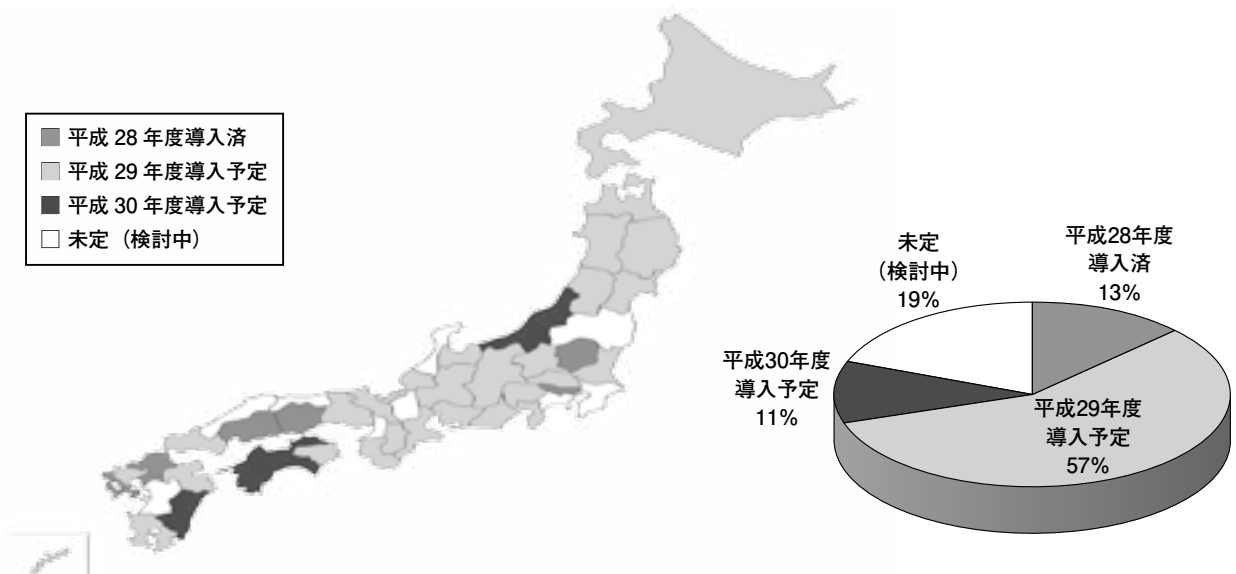 平成 28 年度導入済
平成 29 年度導入予定
平成 30 年度導入予定
未定（検討中）
未定
（検討中）
19%
平成28年度
導入済
13%
平成30年度
導入予定
11%
平成29年度
導入予定
57%